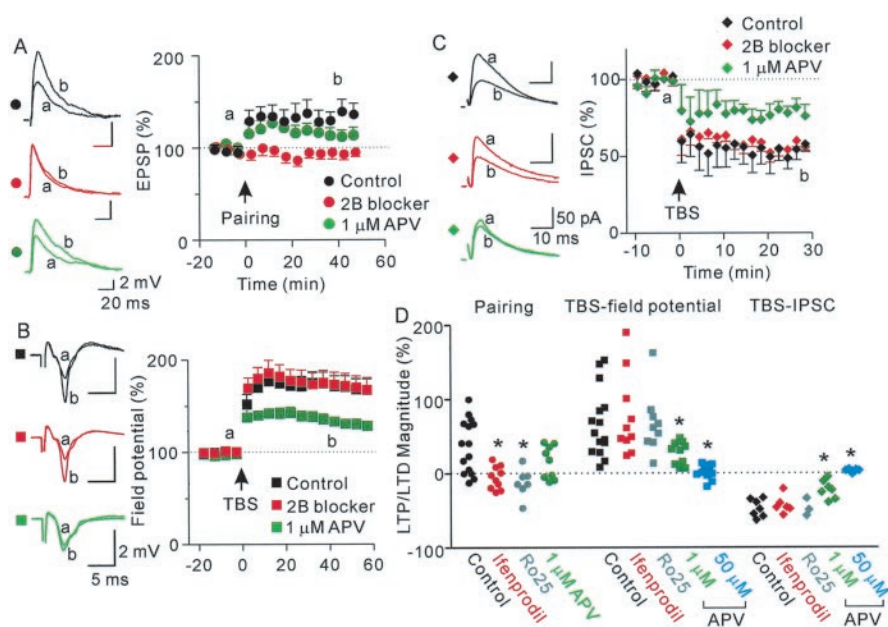 A
a
b
a
b
a
b
2 mV
20 ms
EPSP (%)
200
100
0
a
b
Pairing
Control
2B blocker
1 μM APV
-20
0
20
40
60
Time (min)
C
a
b
a
b
a
b
50 pA
10 ms
IPSC (%)
100
50
0
a
b
TBS
Control
2B blocker
1 μM APV
-10
0
10
20
30
Time (min)
B
a
b
a
b
a
b
2 mV
5 ms
Field potential (%)
200
100
0
a
b
TBS
Control
2B blocker
1 μM APV
-20
0
20
40
60
Time (min)
D
Pairing
TBS-field potential
TBS-IPSC
LTP/LTD Magnitude (%)
200
100
0
-100
* * * * * *
Control
Ifenprodil
Ro25
1 μM APV
Control
Ifenprodil
Ro25
1 μM
50 μM
APV
Control
Ifenprodil
Ro25
1 μM
50 μM
APV